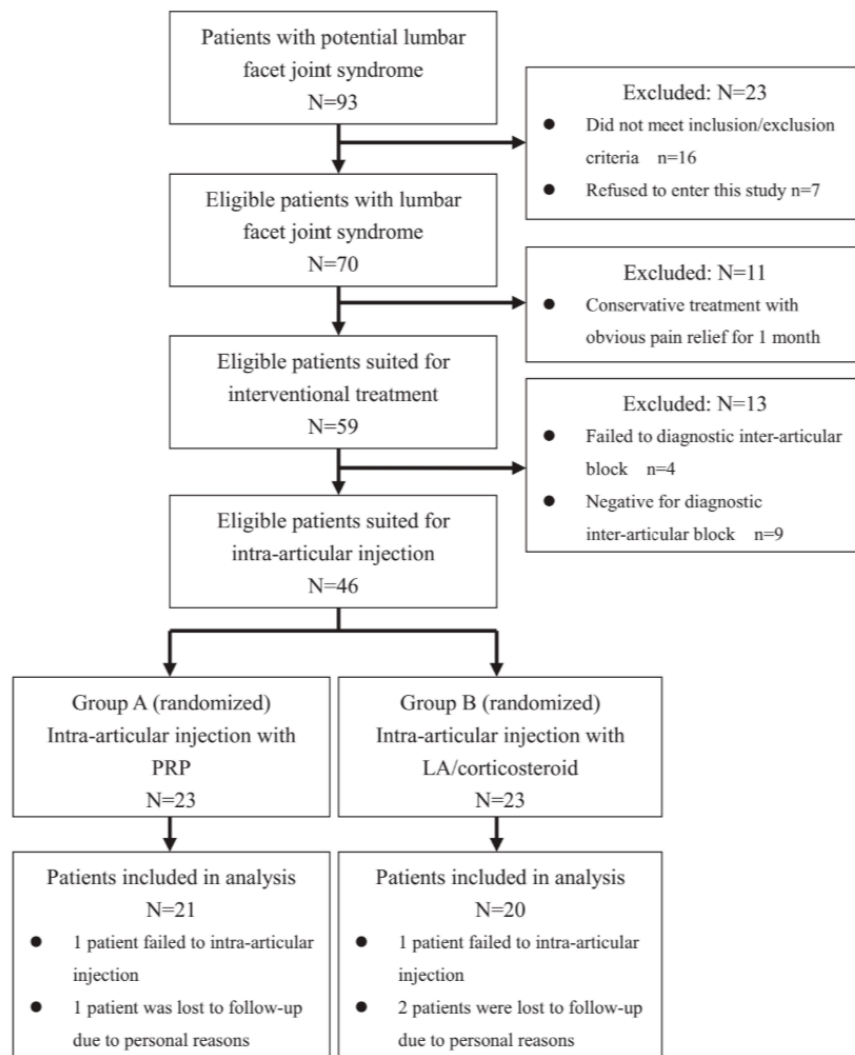 Patients with potential lumbar
facet joint syndrome
N=93
Excluded: N=23
● Did not meet inclusion/exclusion
criteria n=16
● Refused to enter this study n=7
Eligible patients with lumbar
facet joint syndrome
N=70
Excluded: N=11
● Conservative treatment with
obvious pain relief for 1 month
Eligible patients suited for
interventional treatment
N=59
Excluded: N=13
● Failed to diagnostic inter-articular
block n=4
● Negative for diagnostic
inter-articular block n=9
Eligible patients suited for
intra-articular injection
N=46
Group A (randomized)
Intra-articular injection with
PRP
N=23
Group B (randomized)
Intra-articular injection with
LA/corticosteroid
N=23
Patients included in analysis
N=21
● 1 patient failed to intra-articular
injection
● 1 patient was lost to follow-up
due to personal reasons
Patients included in analysis
N=20
● 1 patient failed to intra-articular
injection
● 2 patients were lost to follow-up
due to personal reasons